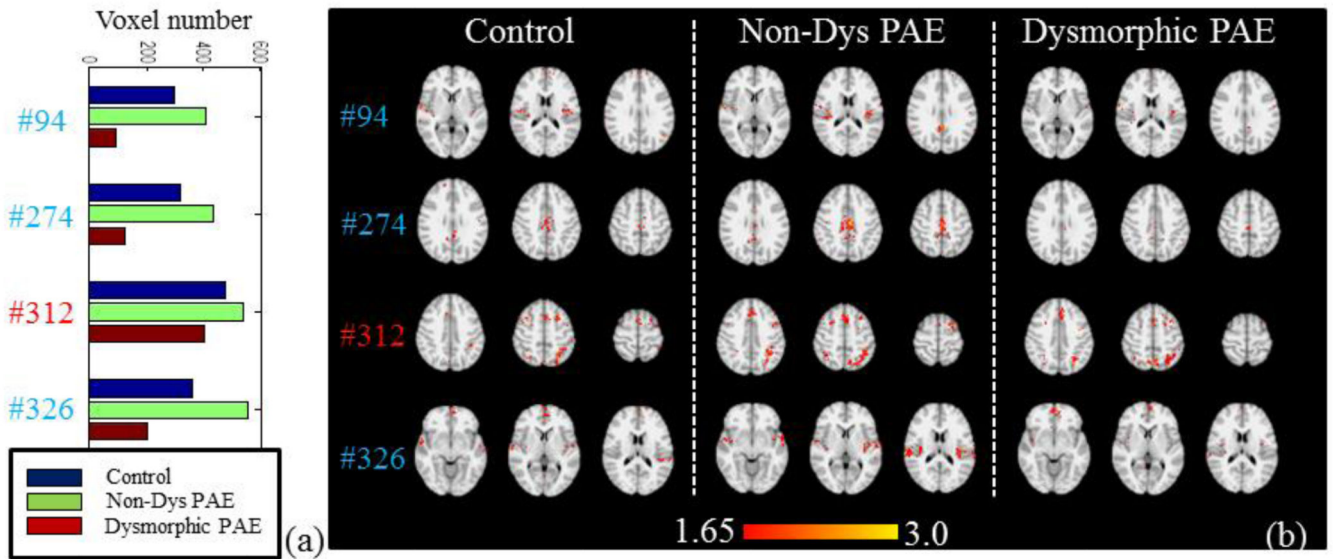 Voxel number
0 200 400 600
#94
#274
#312
#326
Control
Non-Dys PAE
Dysmorphic PAE
(a)
Control Non-Dys PAE Dysmorphic PAE
#94
#274
#312
#326
1.65 3.0
(b)